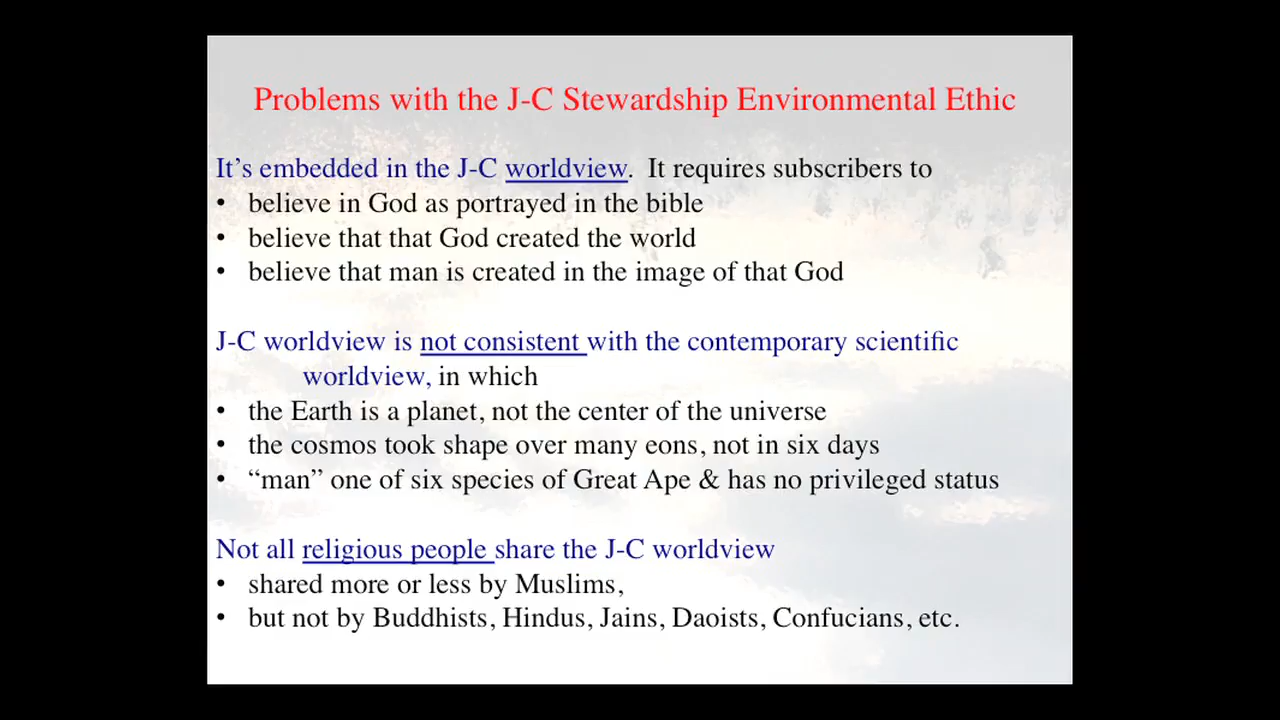 Problems with the J-C Stewardship Environmental Ethic
It’s embedded in the J-C worldview. It requires subscribers to
• believe in God as portrayed in the bible
• believe that that God created the world
• believe that man is created in the image of that God
J-C worldview is not consistent with the contemporary scientific
worldview, in which
• the Earth is a planet, not the center of the universe
• the cosmos took shape over many eons, not in six days
• “man” one of six species of Great Ape & has no privileged status
Not all religious people share the J-C worldview
• shared more or less by Muslims,
• but not by Buddhists, Hindus, Jains, Daoists, Confucians, etc.